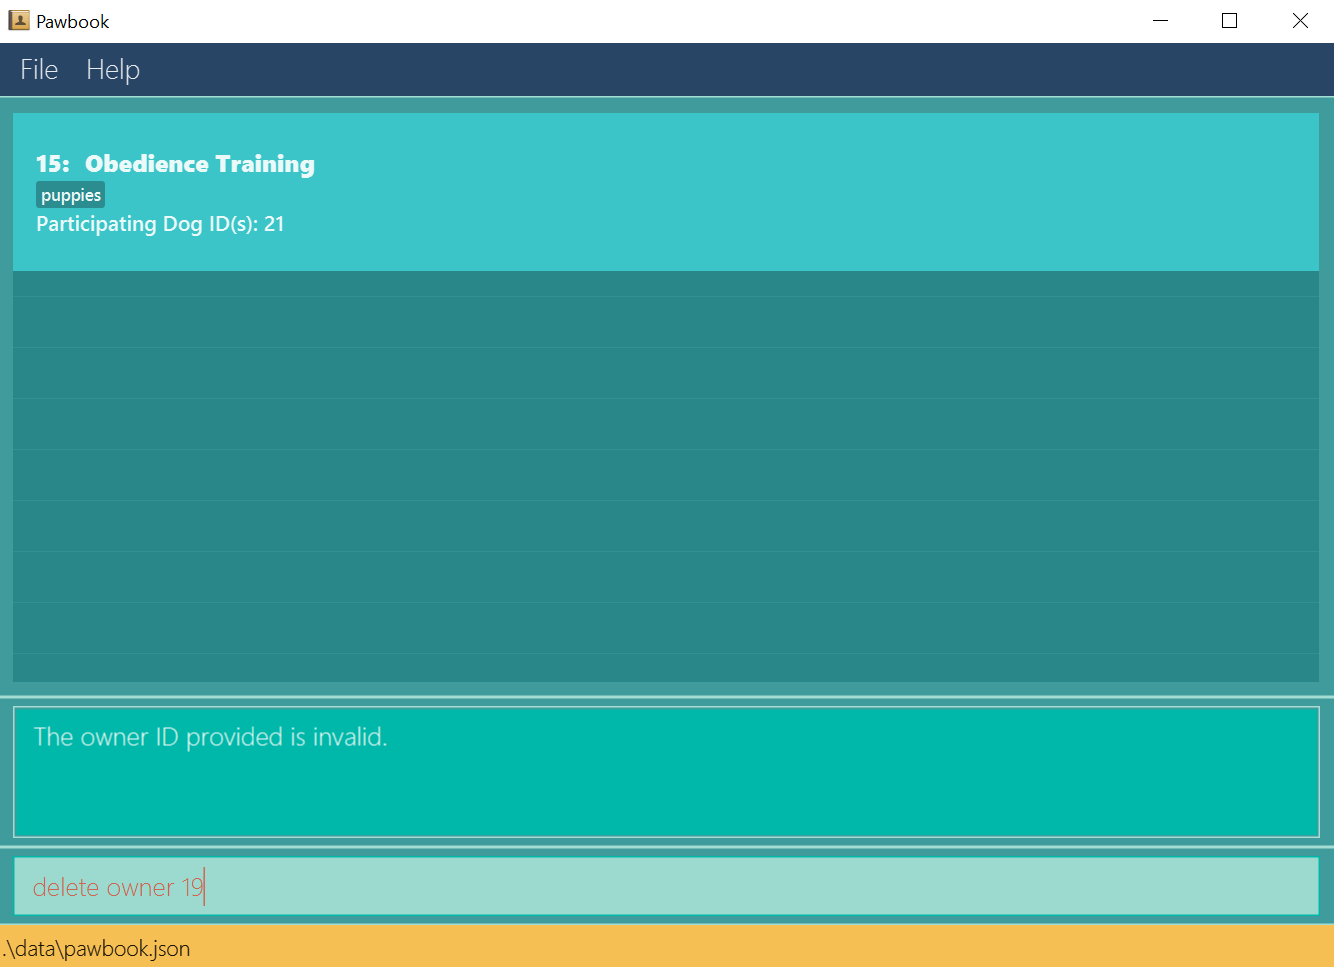 Pawbook
File Help
15: Obedience Training
puppies
Participating Dog ID(s): 21
The owner ID provided is invalid.
delete owner 19
.\data\pawbook.json